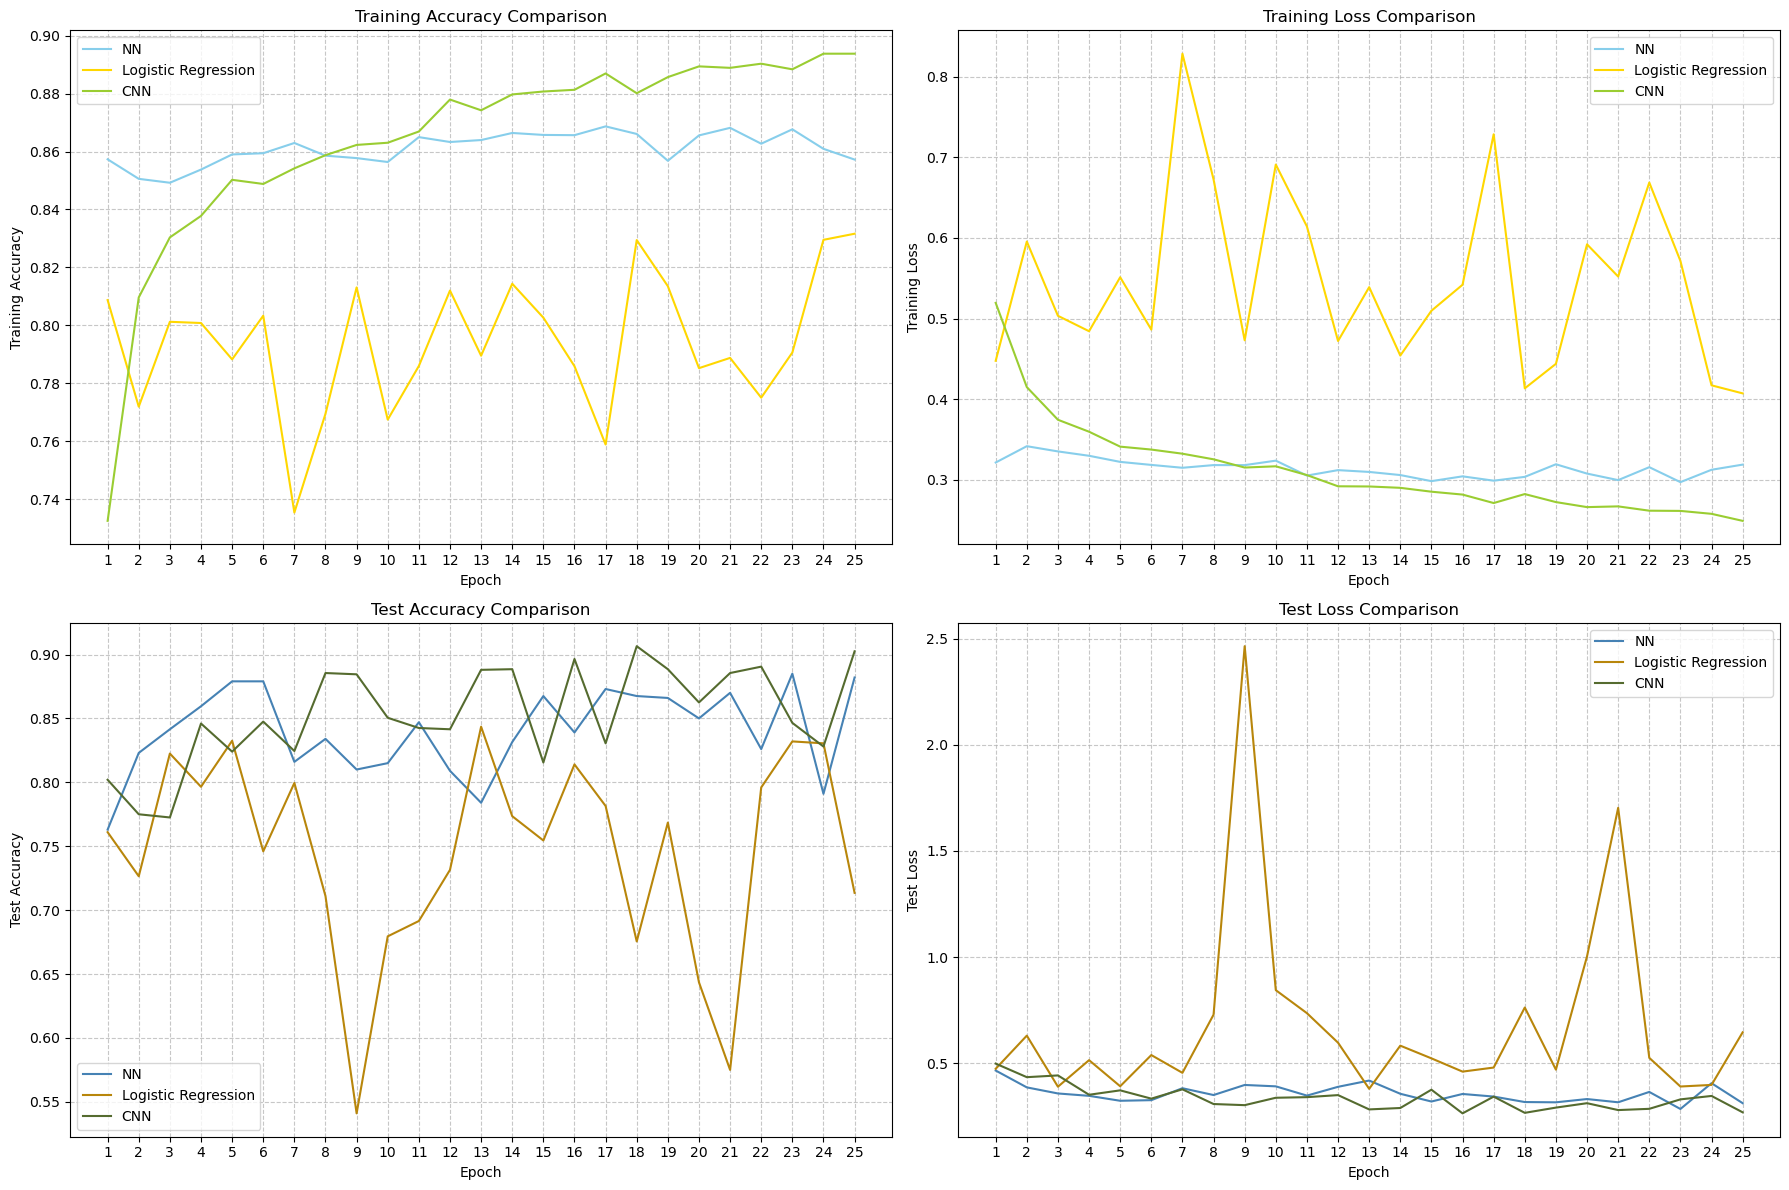 Training Accuracy Comparison
NN
Logistic Regression
CNN
0.90
0.88
0.86
0.84
0.82
0.80
0.78
0.76
0.74
Training Accuracy
1 2 3 4 5 6 7 8 9 10 11 12 13 14 15 16 17 18 19 20 21 22 23 24 25
Epoch
Training Loss Comparison
NN
Logistic Regression
CNN
0.8
0.7
0.6
0.5
0.4
0.3
Training Loss
1 2 3 4 5 6 7 8 9 10 11 12 13 14 15 16 17 18 19 20 21 22 23 24 25
Epoch
Test Accuracy Comparison
0.90
0.85
0.80
0.75
0.70
0.65
0.60
0.55
Test Accuracy
NN
Logistic Regression
CNN
1 2 3 4 5 6 7 8 9 10 11 12 13 14 15 16 17 18 19 20 21 22 23 24 25
Epoch
Test Loss Comparison
NN
Logistic Regression
CNN
2.5
2.0
1.5
1.0
0.5
Test Loss
1 2 3 4 5 6 7 8 9 10 11 12 13 14 15 16 17 18 19 20 21 22 23 24 25
Epoch